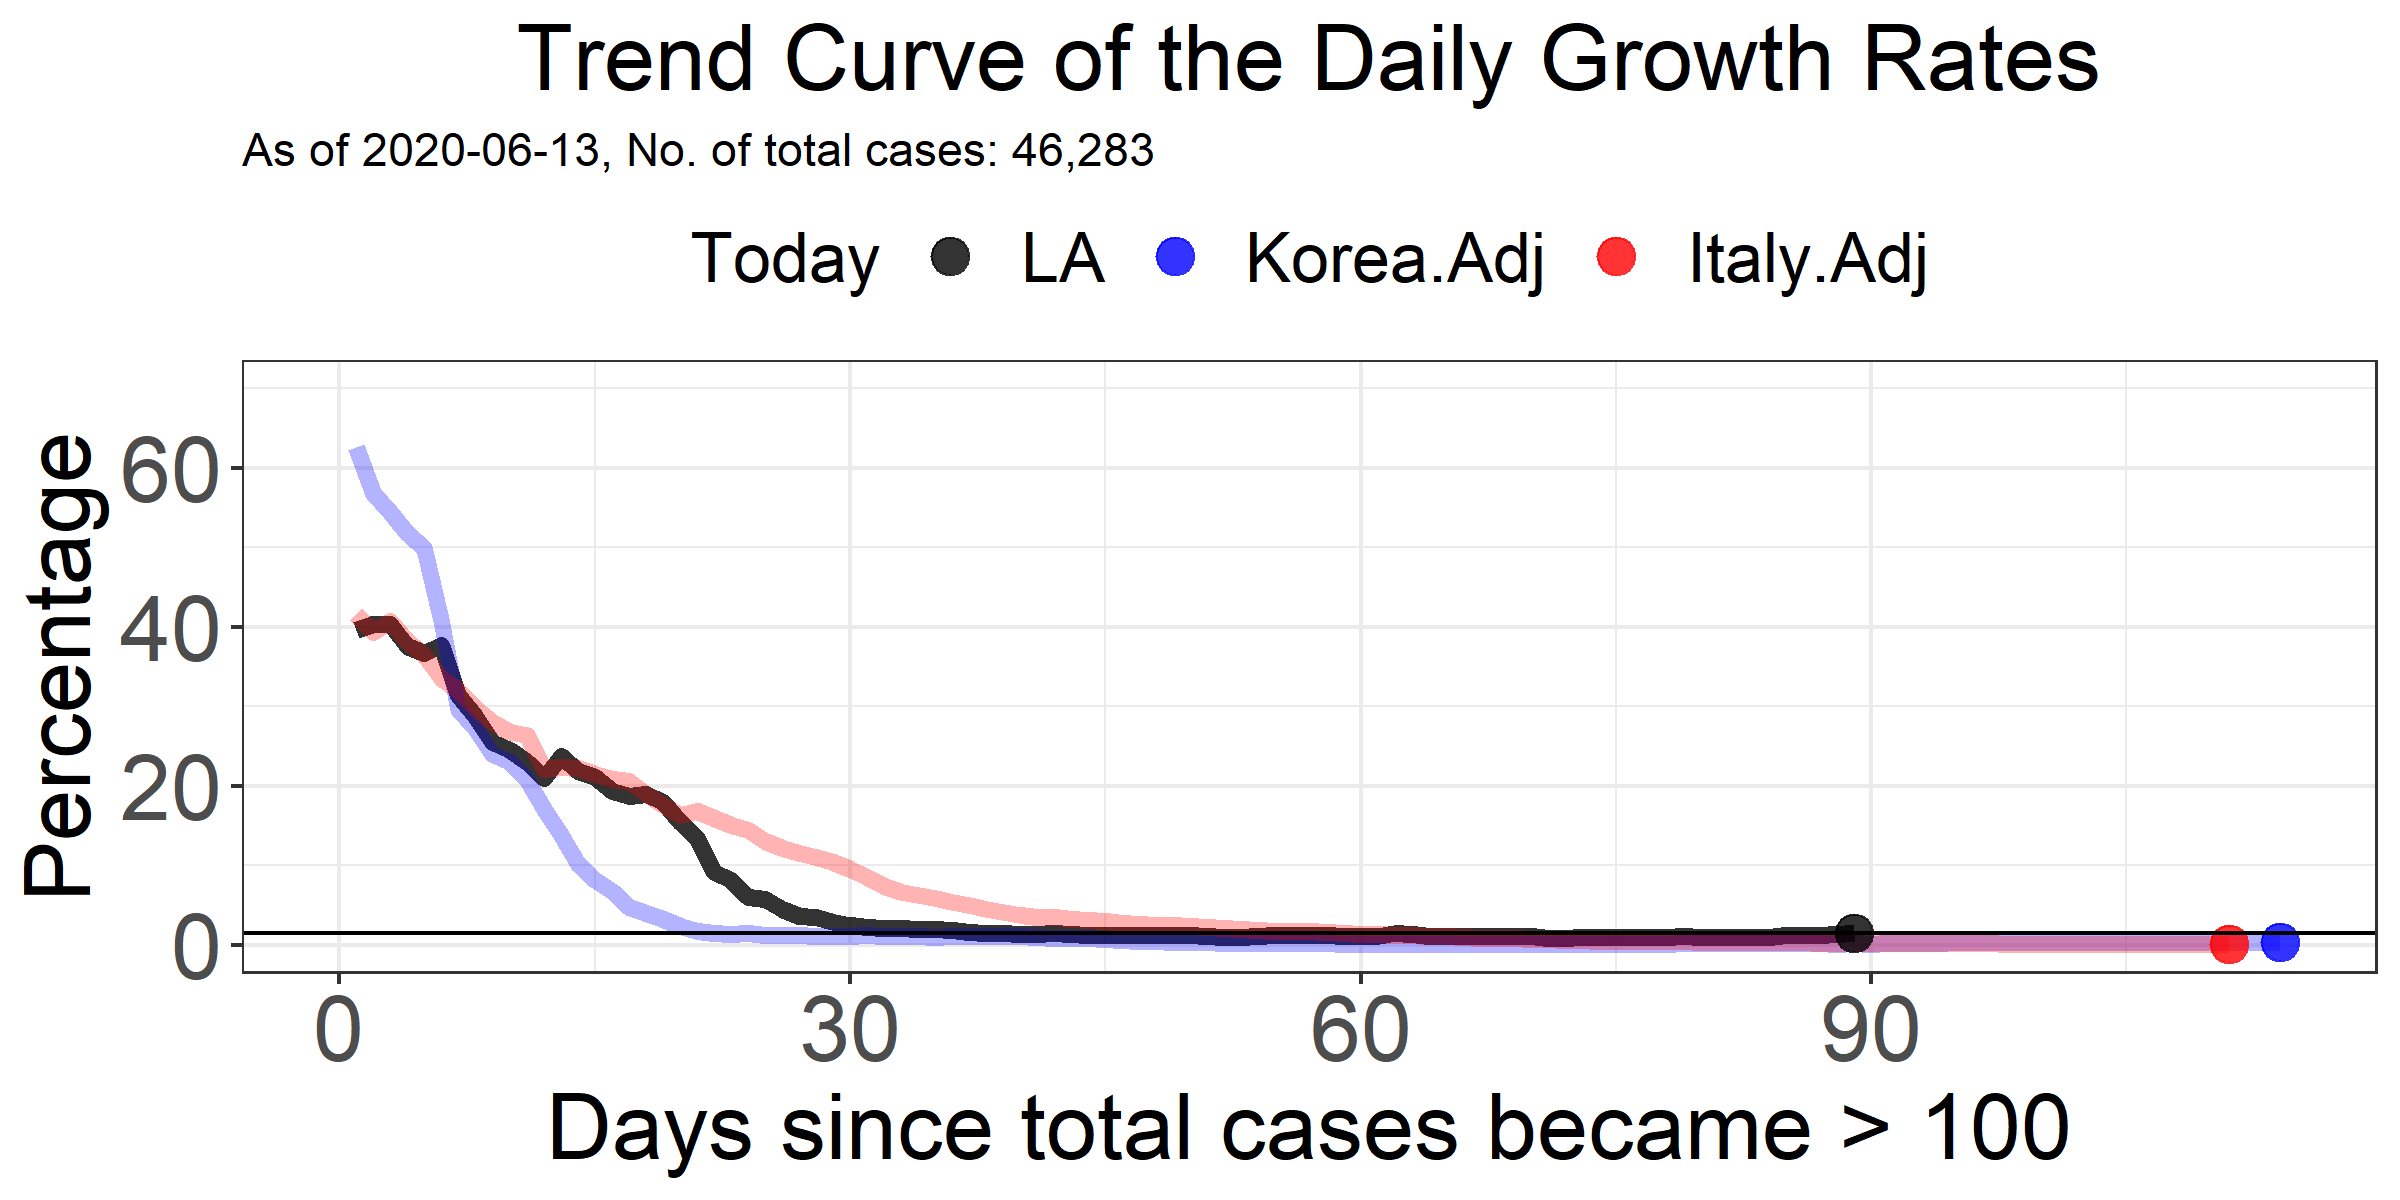 Trend Curve of the Daily Growth Rates
As of 2020-06-13, No. of total cases: 46,283
Today LA Korea.Adj Italy.Adj
Percentage
60
40
20
0
0 30 60 90
Days since total cases became > 100